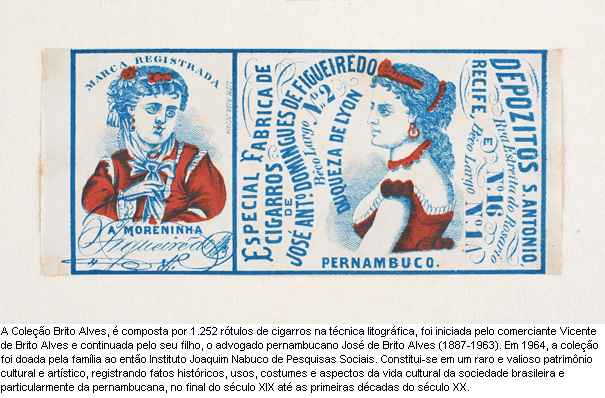 MARCA REGISTRADA
A MORENINHA
Figueiredo
ESPECIAL FABRICA DE
CIGARROS
DE
JOSÉ ANTº DOMINGUES DE FIGUEIREDO
Beco Largo Nº 2
DUQUEZA DE LYON
PERNAMBUCO.
DEPOZITOS S. ANTONIO,
Rua Estreita do Rosario
Nº 16
E
RECIFE, Beco Largo Nº 1A
A Coleção Brito Alves, é composta por 1.252 rótulos de cigarros na técnica litográfica, foi iniciada pelo comerciante Vicente
de Brito Alves e continuada pelo seu filho, o advogado pernambucano José de Brito Alves (1887-1963). Em 1964, a coleção
foi doada pela família ao então Instituto Joaquim Nabuco de Pesquisas Sociais. Constitui-se em um raro e valioso patrimônio
cultural e artístico, registrando fatos históricos, usos, costumes e aspectos da vida cultural da sociedade brasileira e
particularmente da pernambucana, no final do século XIX até as primeiras décadas do século XX.